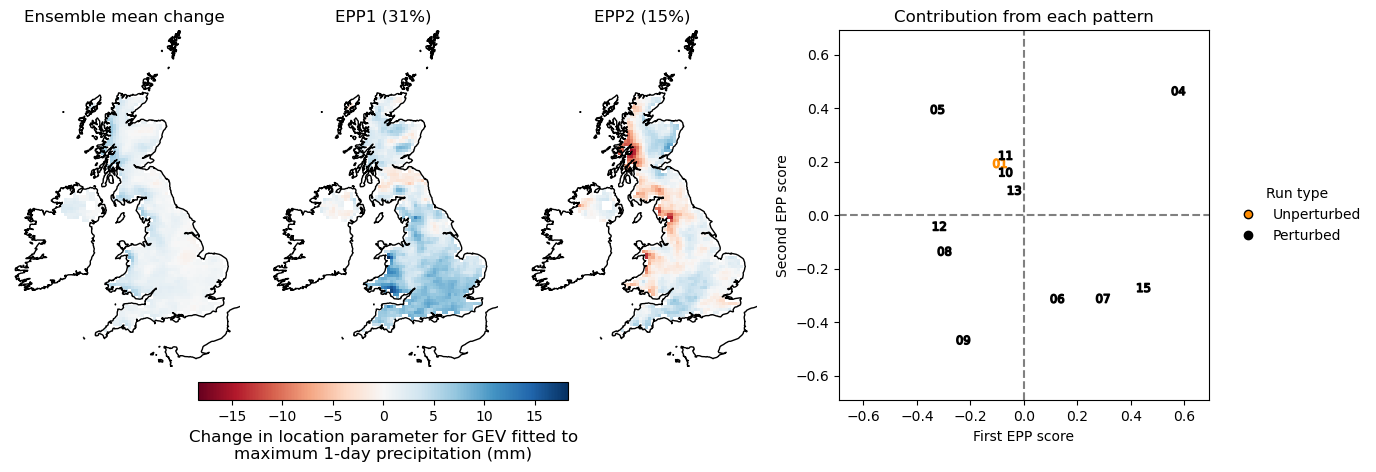 Ensemble mean change
EPP1 (31%)
EPP2 (15%)
Contribution from each pattern
−15 −10 −5 0 5 10 15
Change in location parameter for GEV fitted to
maximum 1-day precipitation (mm)
Second EPP score
0.6
0.4
0.2
0.0
−0.2
−0.4
−0.6
04
05
11
01
10
13
12
08
15
06
07
09
−0.6 −0.4 −0.2 0.0 0.2 0.4 0.6
First EPP score
Run type
Unperturbed
Perturbed